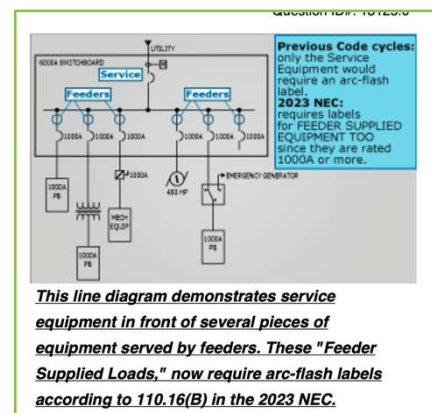 UTILITY
6000A SWITCHBOARD
M
Service
Feeders
Feeders
1000A
1000A
1000A
1000A
1000A
1000A
1000A
PB
1000A
MECH
EQUIP
450 HP
EMERGENCY GENERATOR
1000A
PB
1000A
PB
Previous Code cycles:
only the Service
Equipment would
require an arc-flash
label.
2023 NEC:
requires labels
for FEEDER SUPPLIED
EQUIPMENT TOO
since they are rated
1000A or more.
This line diagram demonstrates service
equipment in front of several pieces of
equipment served by feeders. These "Feeder
Supplied Loads," now require arc-flash labels
according to 110.16(B) in the 2023 NEC.